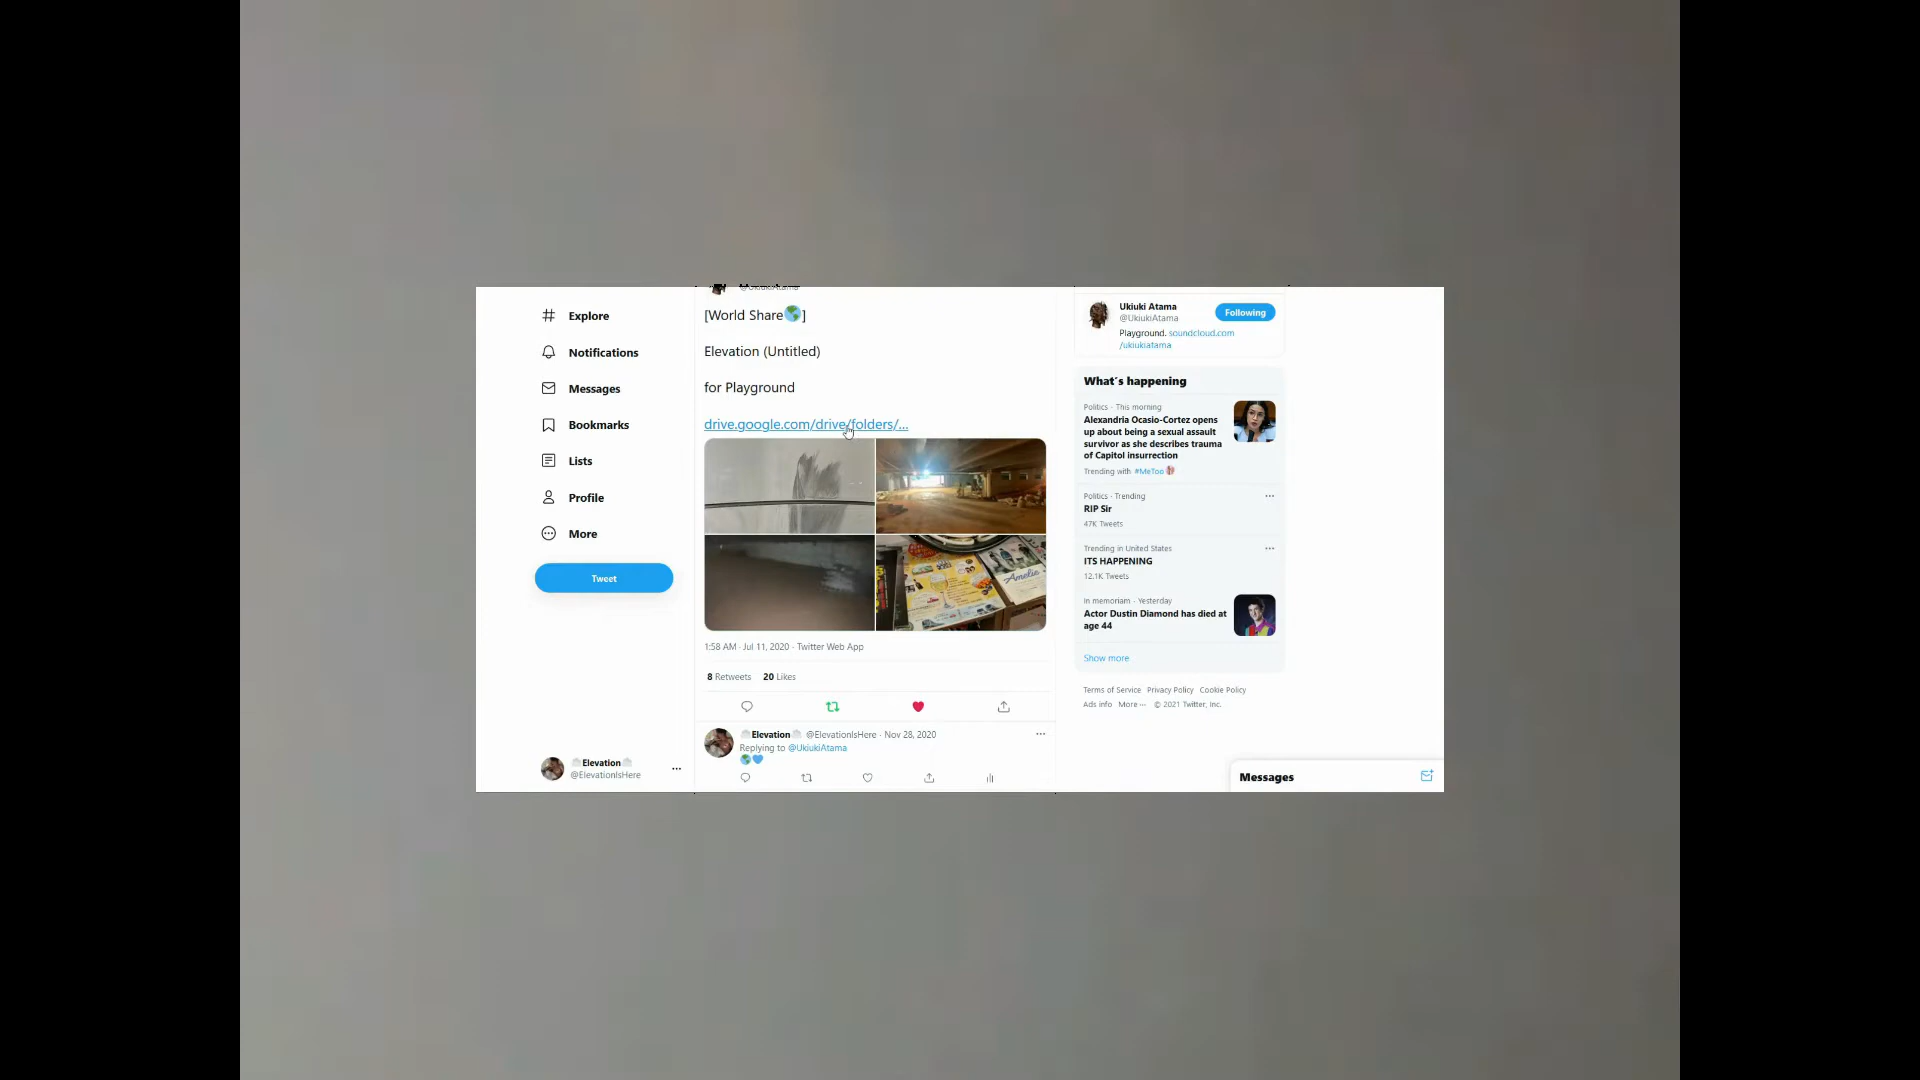 @UkiukiAtama
[World Share🌎]
Elevation (Untitled)
for Playground
drive.google.com/drive/folders/...
Amelie
1:58 AM · Jul 11, 2020 · Twitter Web App
8 Retweets 20 Likes
Elevation @ElevationIsHere · Nov 28, 2020
Replying to @UkiukiAtama
🌎💙
Explore
Notifications
Messages
Bookmarks
Lists
Profile
More
Tweet
Elevation
@ElevationIsHere
Ukiuki Atama
@UkiukiAtama
Following
Playground. soundcloud.com
/ukiukiatama
What's happening
Politics · This morning
Alexandria Ocasio-Cortez opens
up about being a sexual assault
survivor as she describes trauma
of Capitol insurrection
Trending with #MeToo
Politics · Trending
RIP Sir
47K Tweets
Trending in United States
ITS HAPPENING
12.1K Tweets
In memoriam · Yesterday
Actor Dustin Diamond has died at
age 44
Show more
Terms of Service Privacy Policy Cookie Policy
Ads info More ··· © 2021 Twitter, Inc.
Messages